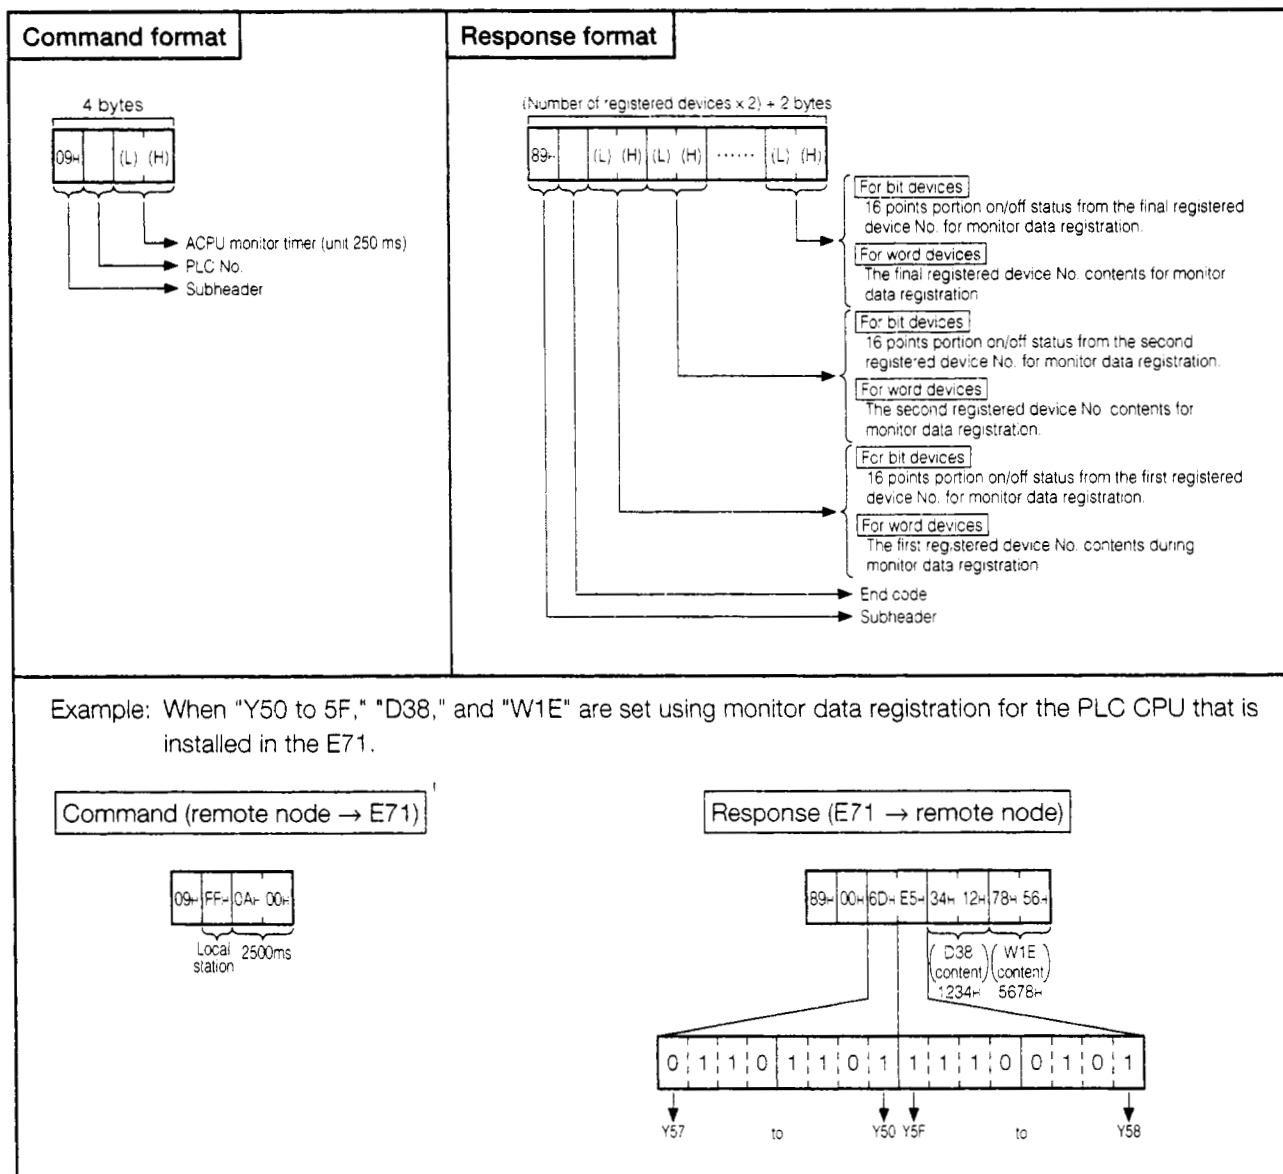 Command format
4 bytes
09H (L) (H)
ACPU monitor timer (unit 250 ms)
PLC No.
Subheader
Response format
(Number of registered devices x 2) + 2 bytes
89H (L) (H) (L) (H) ...... (L) (H)
For bit devices
16 points portion on/off status from the final registered
device No. for monitor data registration.
For word devices
The final registered device No. contents for monitor
data registration
For bit devices
16 points portion on/off status from the second
registered device No. for monitor data registration.
For word devices
The second registered device No. contents for
monitor data registration.
For bit devices
16 points portion on/off status from the first registered
device No. for monitor data registration.
For word devices
The first registered device No. contents during
monitor data registration
End code
Subheader
Example: When "Y50 to 5F," "D38," and "W1E" are set using monitor data registration for the PLC CPU that is
installed in the E71.
Command (remote node → E71)
09H FFH 0AH 00H
Local
station
2500ms
Response (E71 → remote node)
89H 00H 6DH E5H 34H 12H 78H 56H
(D38 content) (W1E content)
1234H 5678H
0 1 1 0 1 1 0 1 1 1 1 0 0 1 0 1
Y57 to Y50 Y5F to Y58